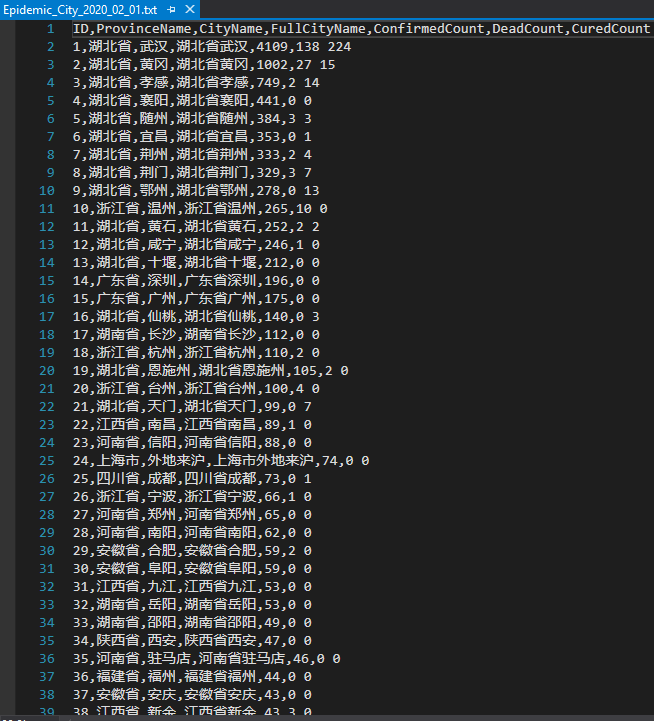 Epidemic_City_2020_02_01.txt
1 ID,ProvinceName,CityName,FullCityName,ConfirmedCount,DeadCount,CuredCount
2 1,湖北省,武汉,湖北省武汉,4109,138 224
3 2,湖北省,黄冈,湖北省黄冈,1002,27 15
4 3,湖北省,孝感,湖北省孝感,749,2 14
5 4,湖北省,襄阳,湖北省襄阳,441,0 0
6 5,湖北省,随州,湖北省随州,384,3 3
7 6,湖北省,宜昌,湖北省宜昌,353,0 1
8 7,湖北省,荆州,湖北省荆州,333,2 4
9 8,湖北省,荆门,湖北省荆门,329,3 7
10 9,湖北省,鄂州,湖北省鄂州,278,0 13
11 10,浙江省,温州,浙江省温州,265,10 0
12 11,湖北省,黄石,湖北省黄石,252,2 2
13 12,湖北省,咸宁,湖北省咸宁,246,1 0
14 13,湖北省,十堰,湖北省十堰,212,0 0
15 14,广东省,深圳,广东省深圳,196,0 0
16 15,广东省,广州,广东省广州,175,0 0
17 16,湖北省,仙桃,湖北省仙桃,140,0 3
18 17,湖南省,长沙,湖南省长沙,112,0 0
19 18,浙江省,杭州,浙江省杭州,110,2 0
20 19,湖北省,恩施州,湖北省恩施州,105,2 0
21 20,浙江省,台州,浙江省台州,100,4 0
22 21,湖北省,天门,湖北省天门,99,0 7
23 22,江西省,南昌,江西省南昌,89,1 0
24 23,河南省,信阳,河南省信阳,88,0 0
25 24,上海市,外地来沪,上海市外地来沪,74,0 0
26 25,四川省,成都,四川省成都,73,0 1
27 26,浙江省,宁波,浙江省宁波,66,1 0
28 27,河南省,郑州,河南省郑州,65,0 0
29 28,河南省,南阳,河南省南阳,62,0 0
30 29,安徽省,合肥,安徽省合肥,59,2 0
31 30,安徽省,阜阳,安徽省阜阳,59,0 0
32 31,江西省,九江,江西省九江,53,0 0
33 32,湖南省,岳阳,湖南省岳阳,53,0 0
34 33,湖南省,邵阳,湖南省邵阳,49,0 0
35 34,陕西省,西安,陕西省西安,47,0 0
36 35,河南省,驻马店,河南省驻马店,46,0 0
37 36,福建省,福州,福建省福州,44,0 0
38 37,安徽省,安庆,安徽省安庆,43,0 0
39 38,江西省,新余,江西省新余,43,3 0